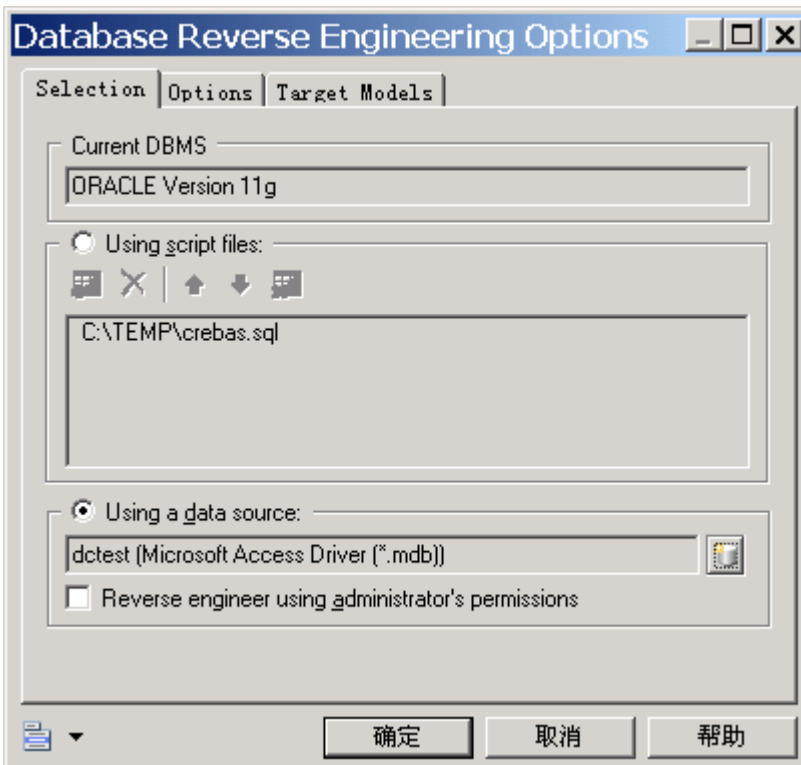 Database Reverse Engineering Options
Selection Options Target Models
Current DBMS
ORACLE Version 11g
Using script files:
C:\TEMP\crebas.sql
Using a data source:
dctest (Microsoft Access Driver (*.mdb))
Reverse engineer using administrator's permissions
确定 取消 帮助